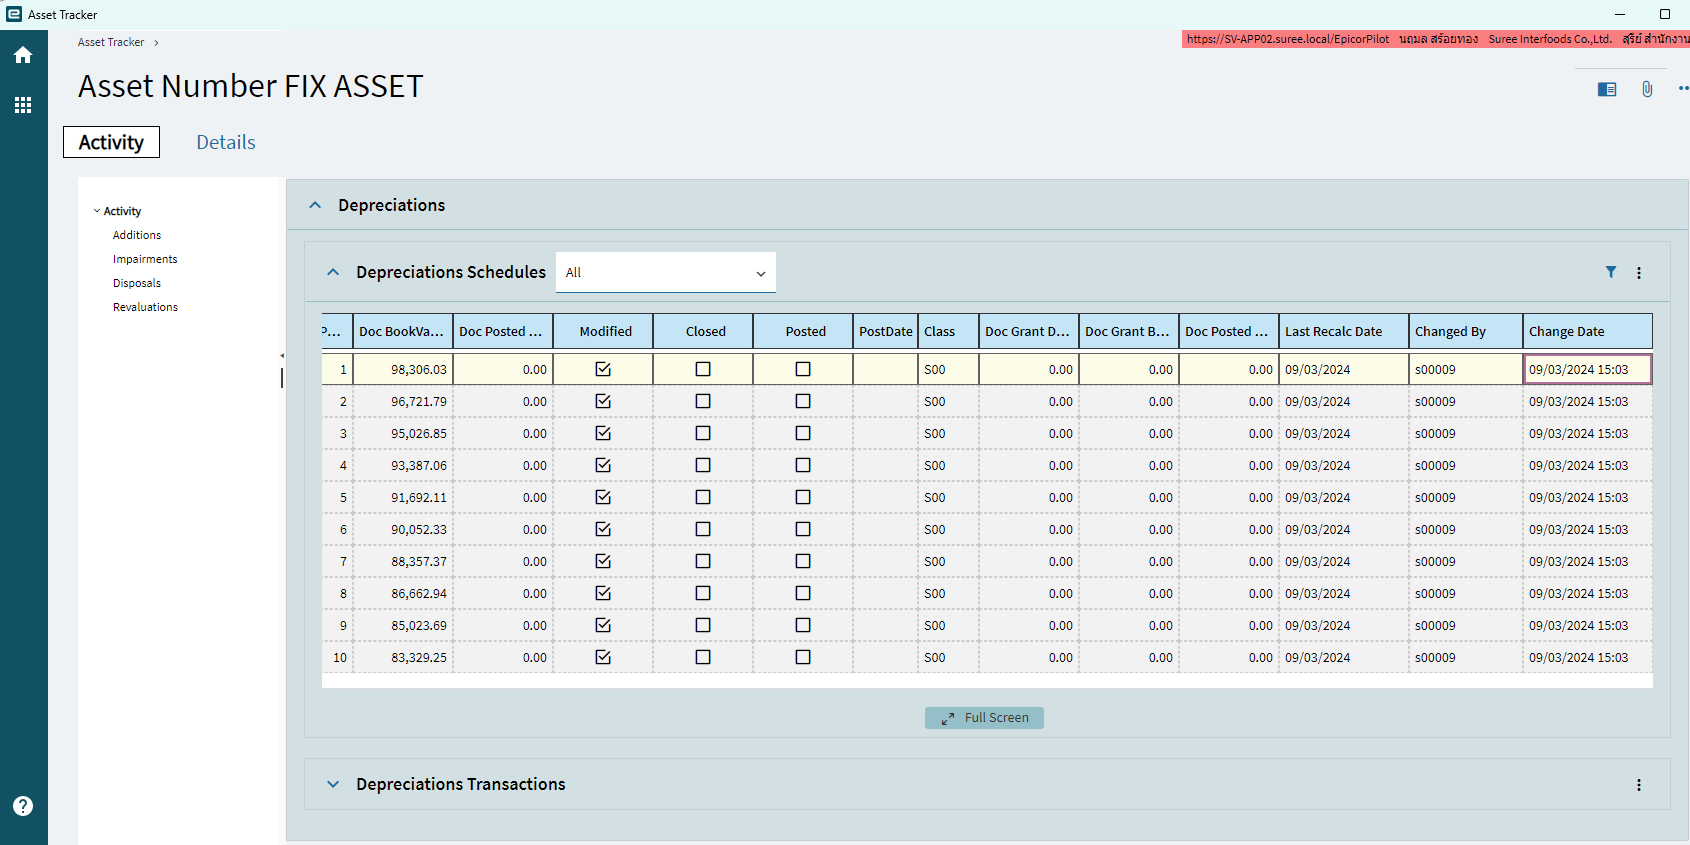 Asset Tracker
Asset Tracker
https://SV-APP02.suree.local/EpicorPilot นฤมล สร้อยทอง Suree Interfoods Co.,Ltd. สุรีย์ สำนักงาน
Asset Number FIX ASSET
Activity Details
Activity
Additions
Impairments
Disposals
Revaluations
Depreciations
Depreciations Schedules All
P... Doc BookVa... Doc Posted ... Modified Closed Posted PostDate Class Doc Grant D... Doc Grant B... Doc Posted ... Last Recalc Date Changed By Change Date
1 98,306.03 0.00 S00 0.00 0.00 0.00 09/03/2024 s00009 09/03/2024 15:03
2 96,721.79 0.00 S00 0.00 0.00 0.00 09/03/2024 s00009 09/03/2024 15:03
3 95,026.85 0.00 S00 0.00 0.00 0.00 09/03/2024 s00009 09/03/2024 15:03
4 93,387.06 0.00 S00 0.00 0.00 0.00 09/03/2024 s00009 09/03/2024 15:03
5 91,692.11 0.00 S00 0.00 0.00 0.00 09/03/2024 s00009 09/03/2024 15:03
6 90,052.33 0.00 S00 0.00 0.00 0.00 09/03/2024 s00009 09/03/2024 15:03
7 88,357.37 0.00 S00 0.00 0.00 0.00 09/03/2024 s00009 09/03/2024 15:03
8 86,662.94 0.00 S00 0.00 0.00 0.00 09/03/2024 s00009 09/03/2024 15:03
9 85,023.69 0.00 S00 0.00 0.00 0.00 09/03/2024 s00009 09/03/2024 15:03
10 83,329.25 0.00 S00 0.00 0.00 0.00 09/03/2024 s00009 09/03/2024 15:03
Full Screen
Depreciations Transactions